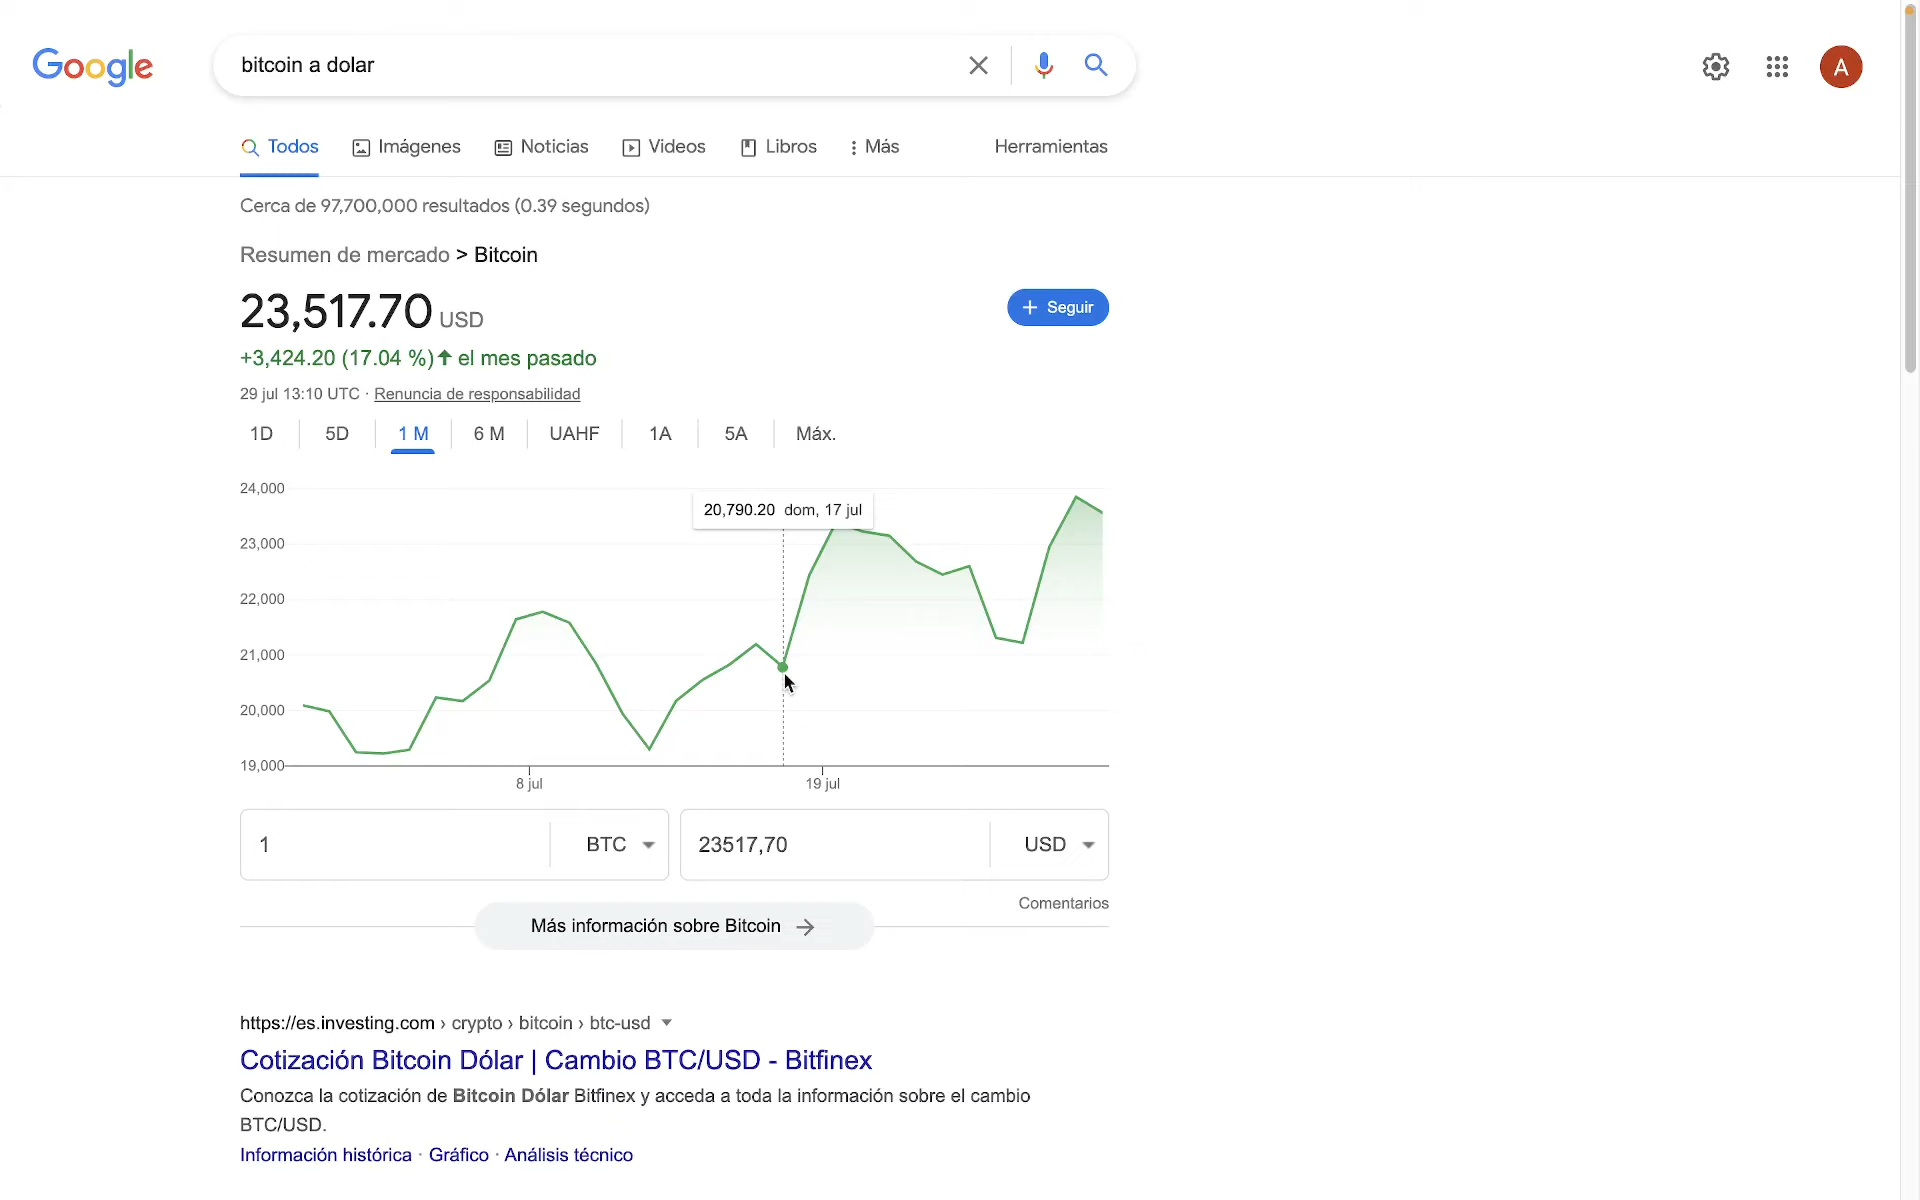 Google
bitcoin a dolar
A
Todos
Imágenes
Noticias
Videos
Libros
Más
Herramientas
Cerca de 97,700,000 resultados (0.39 segundos)
Resumen de mercado > Bitcoin
23,517.70 USD
+ Seguir
+3,424.20 (17.04 %) ↑ el mes pasado
29 jul 13:10 UTC · Renuncia de responsabilidad
1D
5D
1 M
6 M
UAHF
1A
5A
Máx.
24,000
20,790.20 dom, 17 jul
23,000
22,000
21,000
20,000
19,000
8 jul
19 jul
1
BTC
23517,70
USD
Comentarios
Más información sobre Bitcoin →
https://es.investing.com › crypto › bitcoin › btc-usd
Cotización Bitcoin Dólar | Cambio BTC/USD - Bitfinex
Conozca la cotización de Bitcoin Dólar Bitfinex y acceda a toda la información sobre el cambio
BTC/USD.
Información histórica · Gráfico · Análisis técnico